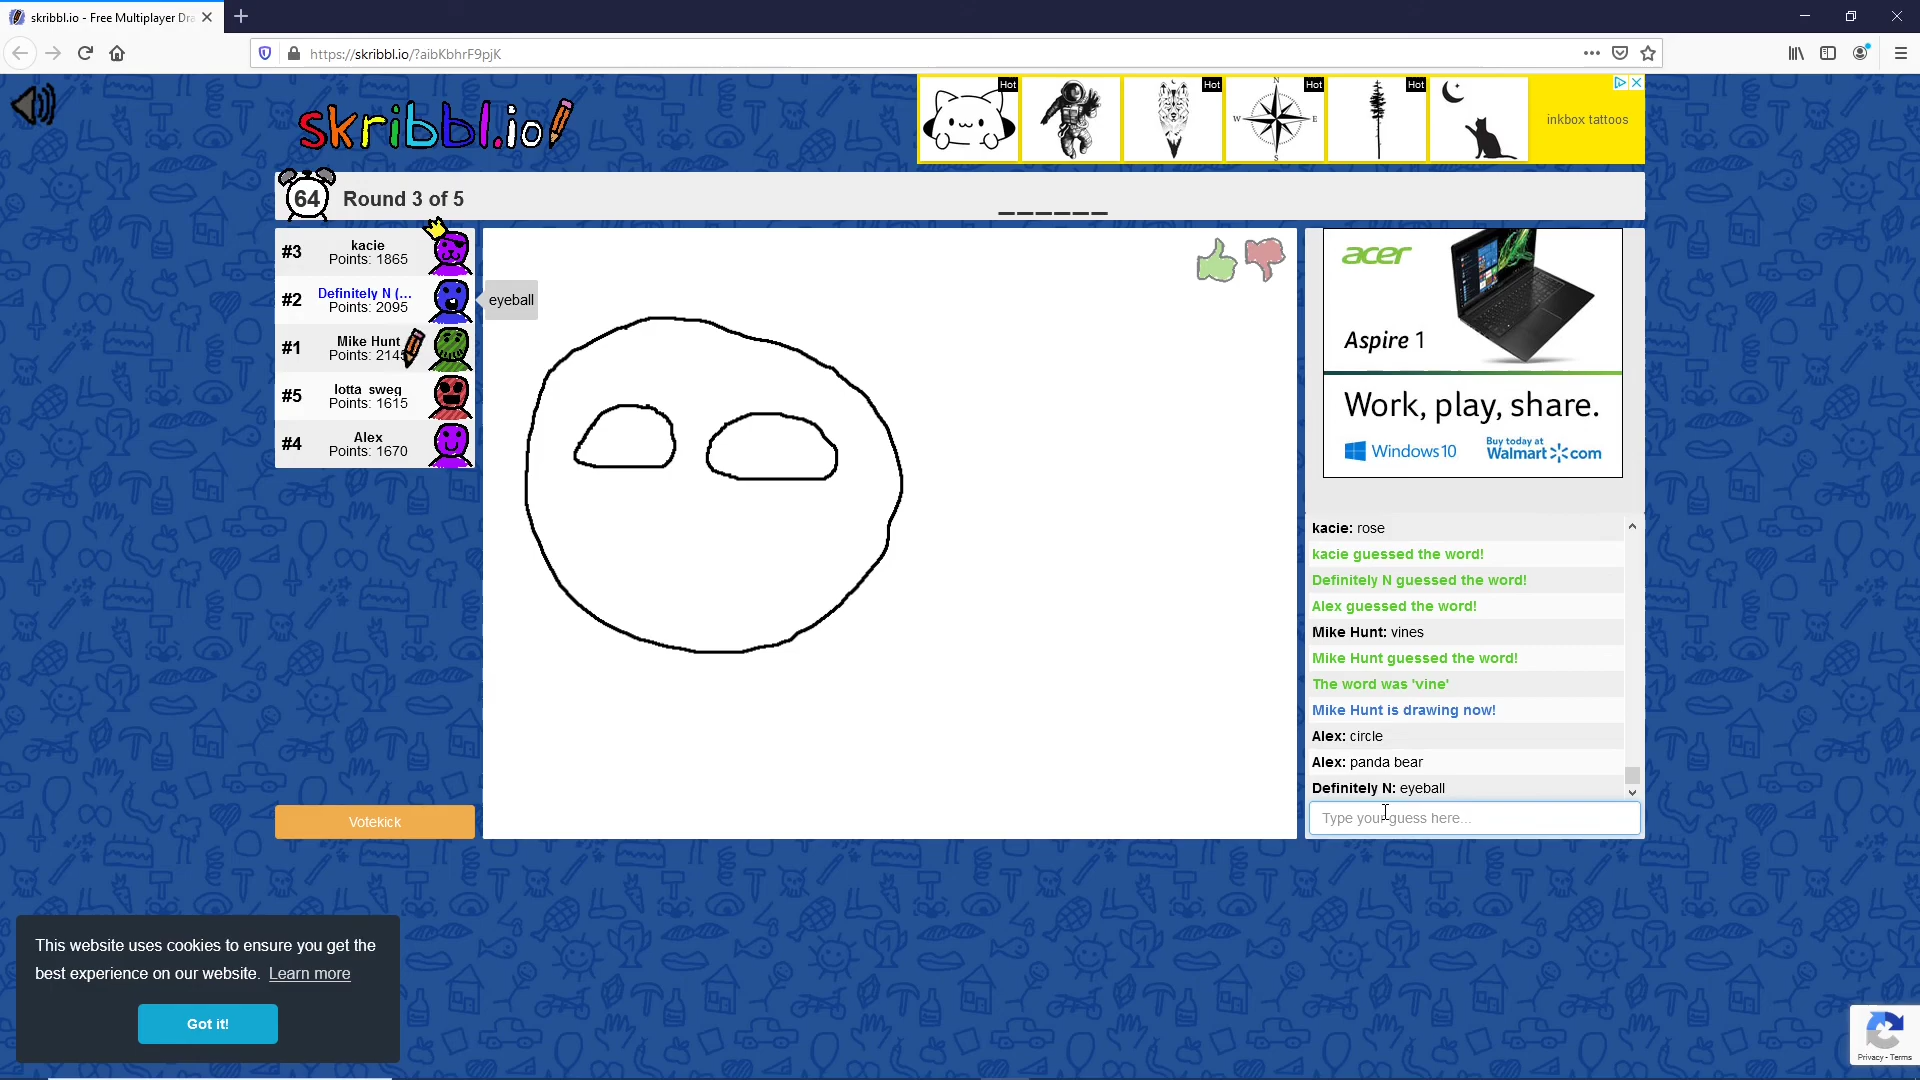 skribbl.io - Free Multiplayer Dra
https://skribbl.io/?aibKbhrF9pjK
skribbl.io
Hot
Hot
Hot
Hot
N
W
E
S
inkbox tattoos
64
Round 3 of 5
______
#3
kacie
Points: 1865
#2
Definitely N (...
Points: 2095
#1
Mike Hunt
Points: 2145
#5
lotta sweg
Points: 1615
#4
Alex
Points: 1670
eyeball
Votekick
acer
Aspire 1
Work, play, share.
Windows10
Buy today at
Walmart.com
kacie: rose
kacie guessed the word!
Definitely N guessed the word!
Alex guessed the word!
Mike Hunt: vines
Mike Hunt guessed the word!
The word was 'vine'
Mike Hunt is drawing now!
Alex: circle
Alex: panda bear
Definitely N: eyeball
Type your guess here...
This website uses cookies to ensure you get the
best experience on our website. Learn more
Got it!
Privacy - Terms